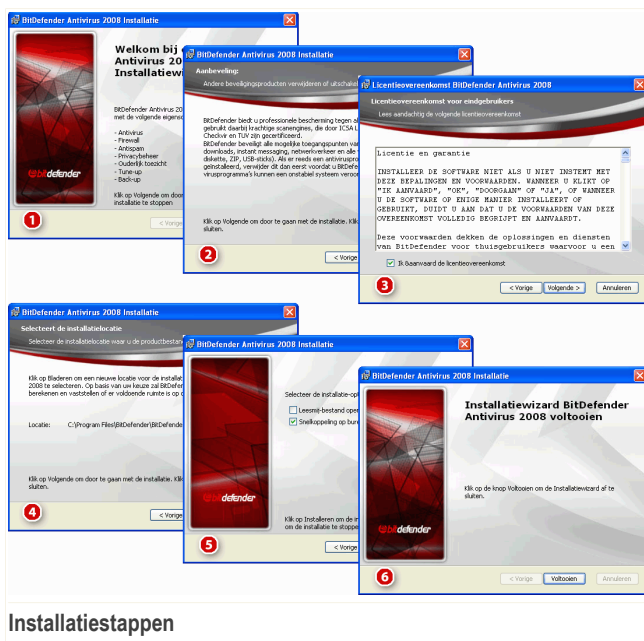 BitDefender Antivirus 2008 Installatie
Welkom bij
Antivirus 20
Installatiewi
BitDefender Antivirus 20
met de volgende eigensc
- Antivirus
- Firewall
- Antispam
- Privacybeheer
- Ouderlijk toezicht
- Tune-up
- Back-up
Klik op Volgende om door
installatie te stoppen
bitdefender
< Vorige
1
BitDefender Antivirus 2008 Installatie
Aanbeveling:
Andere beveiligingsproducten verwijderen of uitschakel
BitDefender biedt u professionele bescherming tegen al
gebruikt daarbij krachtige scanengines, die door ICSA L
Checkvir en TUV zijn gecertificeerd.
BitDefender beveiligt alle mogelijke toegangspunten van
downloads, instant messaging, netwerkverkeer en alle
diskette, ZIP, USB-sticks). Als er reeds een antivirusproc
geïnstalleerd, verwijder dit dan eerst voordat u BitDefe
virusprogramma's kunnen een onstabiel systeem veroor
Klik op Volgende om door te gaan met de installatie. Klik
sluiten.
< Vorige
2
Licentieovereenkomst BitDefender Antivirus 2008
Licentieovereenkomst voor eindgebruikers
Lees aandachtig de volgende licentieovereenkomst
Licentie en garantie
INSTALLEER DE SOFTWARE NIET ALS U NIET INSTEMT MET
DEZE BEPALINGEN EN VOORWAARDEN. WANNEER U KLIKT OP
"IK AANVAARD", "OK", "DOORGAAN" OF "JA", OF WANNEER
U DE SOFTWARE OP ENIGE MANIER INSTALLEERT OF
GEBRUIKT, DUIDT U AAN DAT U DE VOORWAARDEN VAN DEZE
OVEREENKOMST VOLLEDIG BEGRIJPT EN AANVAARDT.
Deze voorwaarden dekken de oplossingen en diensten
van BitDefender voor thuisgebruikers waarvoor u een
Ik &aanvaard de licentieovereenkomst
< Vorige
Volgende >
Annuleren
3
BitDefender Antivirus 2008 Installatie
Selecteert de installatielocatie
Selecteer de installatielocatie waar u de productbestan
Klik op Bladeren om een nieuwe locatie voor de installat
2008 te selecteren. Op basis van uw keuze zal BitDefer
berekenen en vaststellen of er voldoende ruimte is op d
Locatie: C:\Program Files\BitDefender\BitDefende
Klik op Volgende om door te gaan met de installatie. Klik
sluiten.
< Vorige
4
BitDefender Antivirus 2008 Installatie
Selecteer de installatie-opt
Leesmij-bestand oper
Snelkoppeling op bure
Klik op Installeren om de in
om de installatie te stoppe
bitdefender
< Vorige
5
BitDefender Antivirus 2008 Installatie
Installatiewizard BitDefender
Antivirus 2008 voltooien
Klik op de knop Voltooien om de Installatiewizard af te
sluiten.
bitdefender
< Vorige
Voltooien
Annuleren
6
Installatiestappen